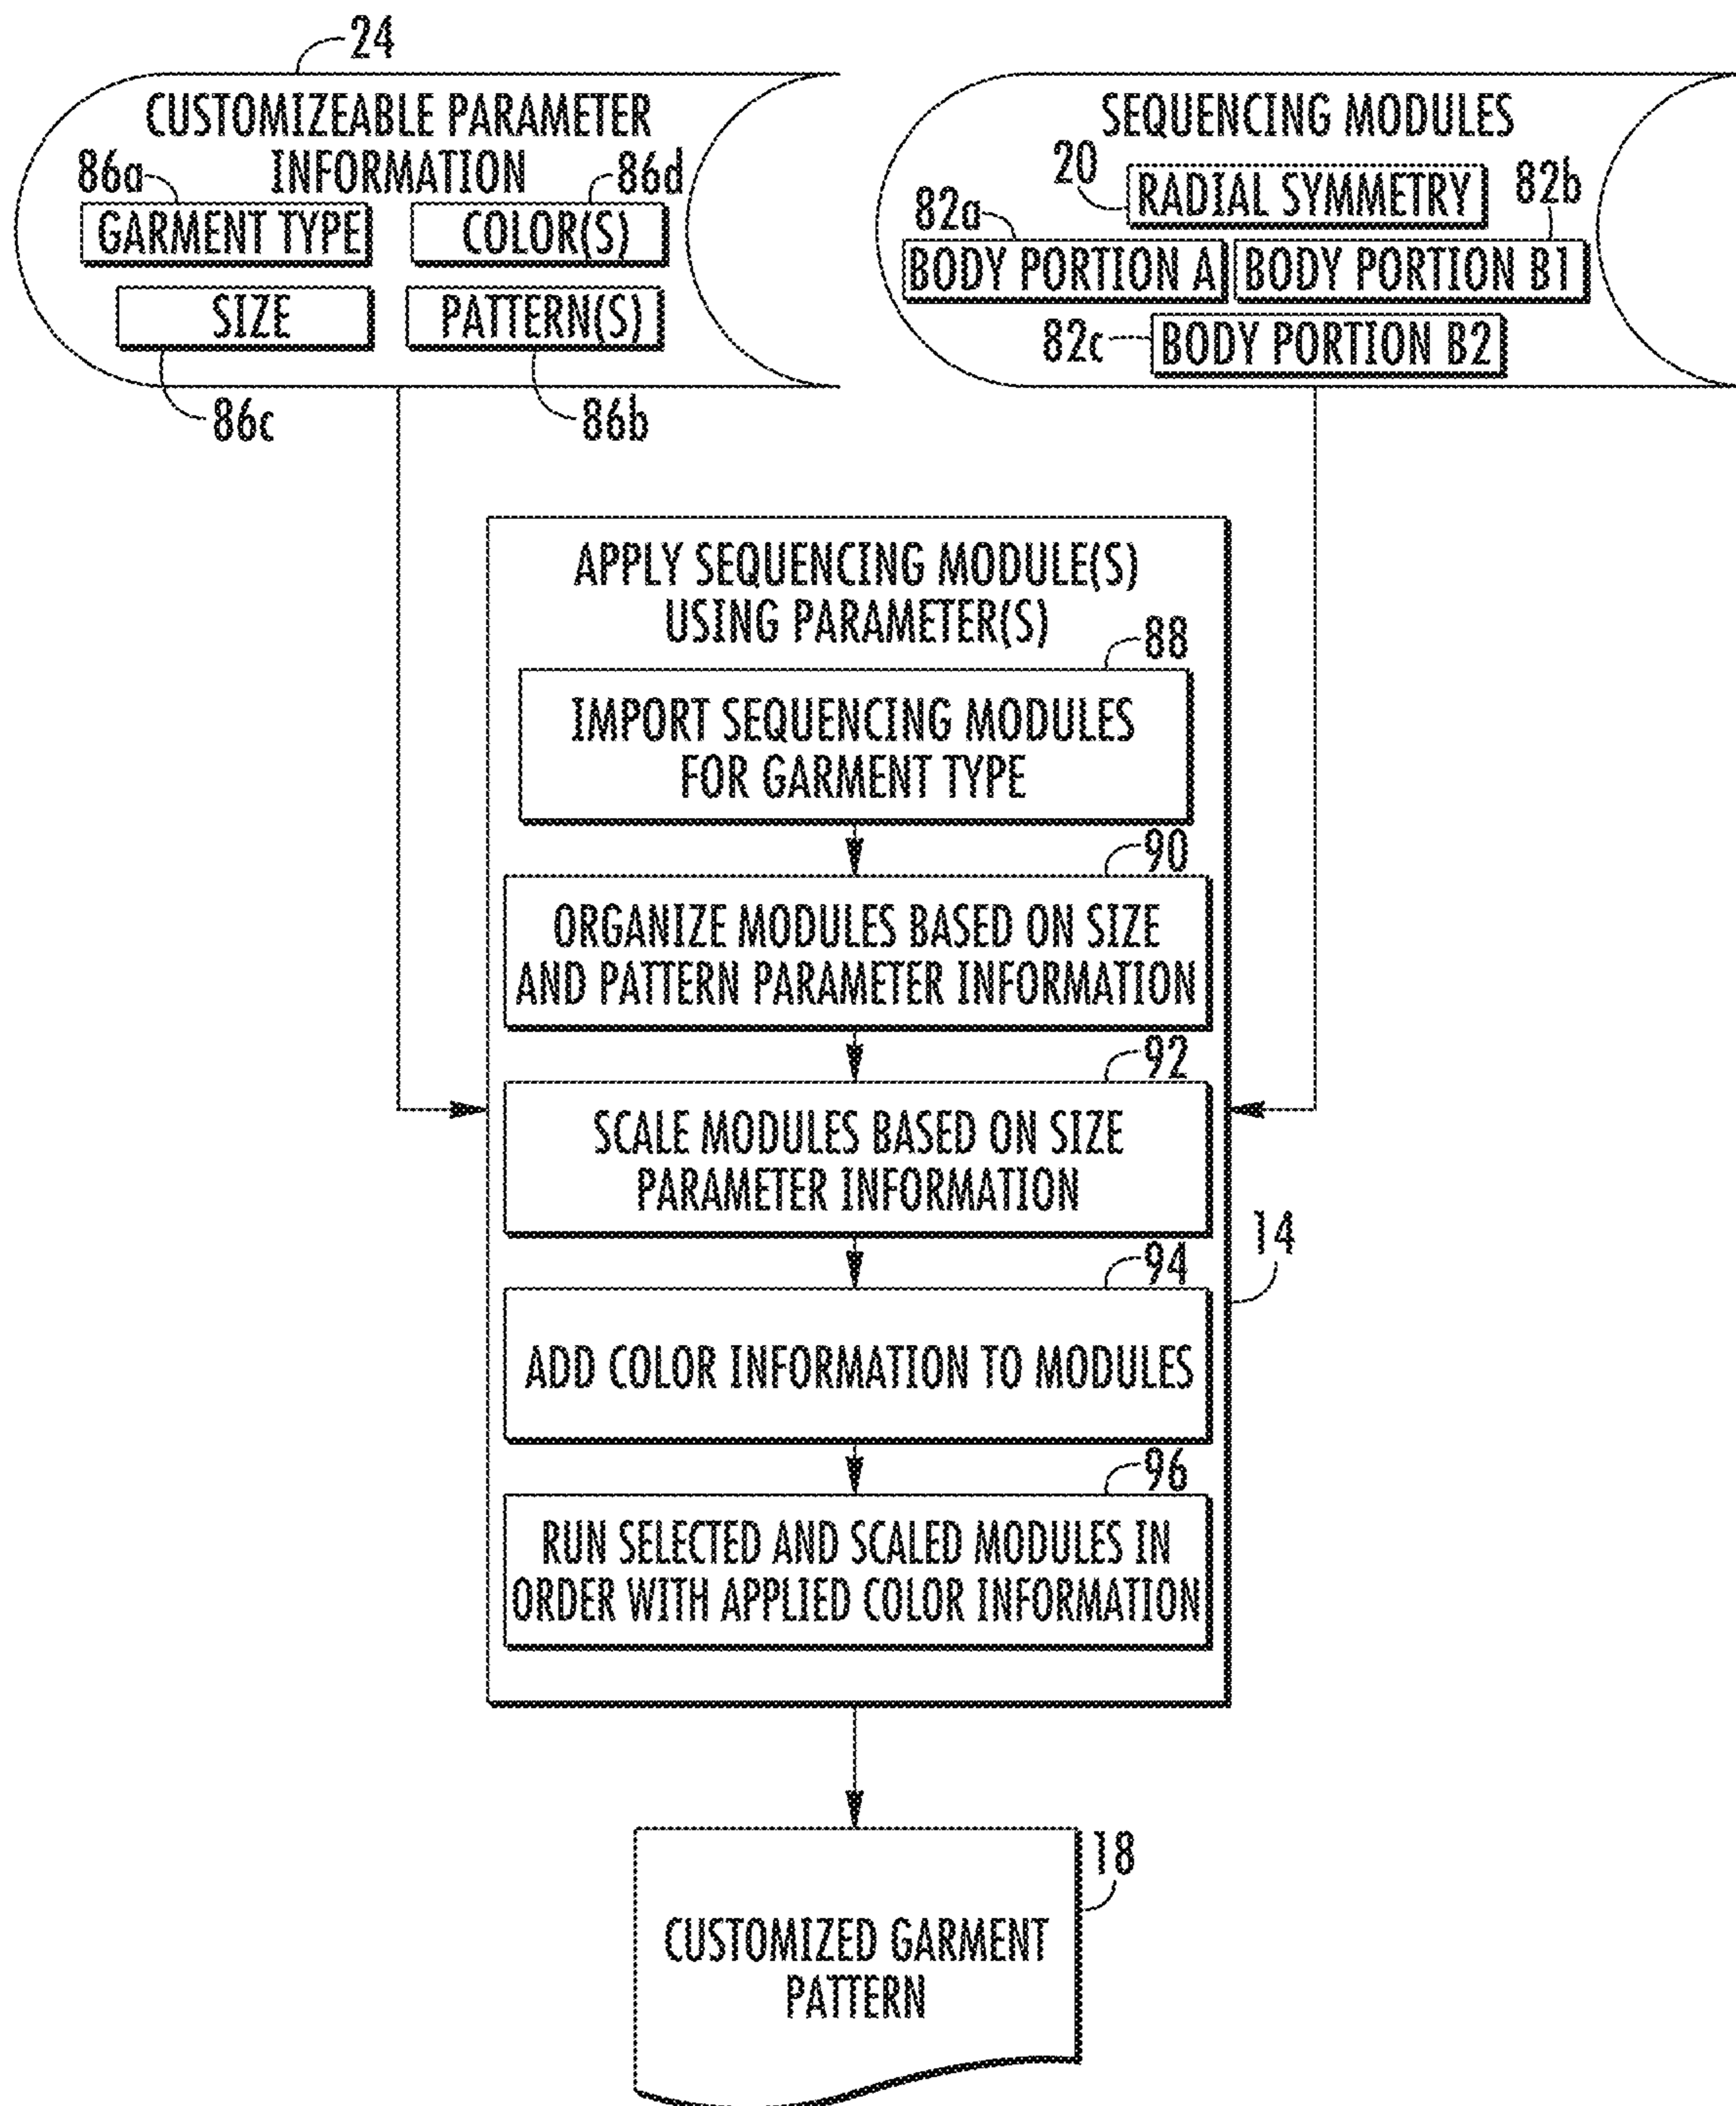 24
CUSTOMIZEABLE PARAMETER
INFORMATION
86a
86d
GARMENT TYPE
COLOR(S)
SIZE
PATTERN(S)
86c
86b
SEQUENCING MODULES
20
RADIAL SYMMETRY
82a
82b
BODY PORTION A
BODY PORTION B1
82c
BODY PORTION B2
APPLY SEQUENCING MODULE(S)
USING PARAMETER(S)
88
IMPORT SEQUENCING MODULES
FOR GARMENT TYPE
90
ORGANIZE MODULES BASED ON SIZE
AND PATTERN PARAMETER INFORMATION
92
SCALE MODULES BASED ON SIZE
PARAMETER INFORMATION
14
94
ADD COLOR INFORMATION TO MODULES
96
RUN SELECTED AND SCALED MODULES IN
ORDER WITH APPLIED COLOR INFORMATION
18
CUSTOMIZED GARMENT
PATTERN